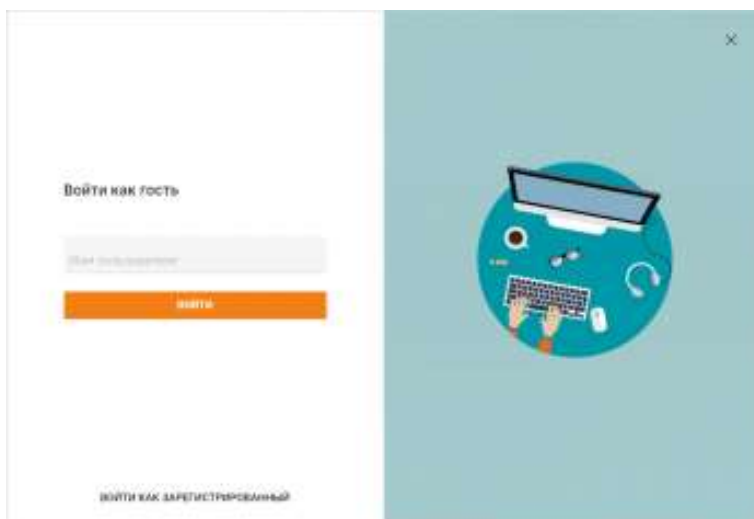 Войти как гость
Имя пользователя
ВОЙТИ
ВОЙТИ КАК ЗАРЕГИСТРИРОВАННЫЙ